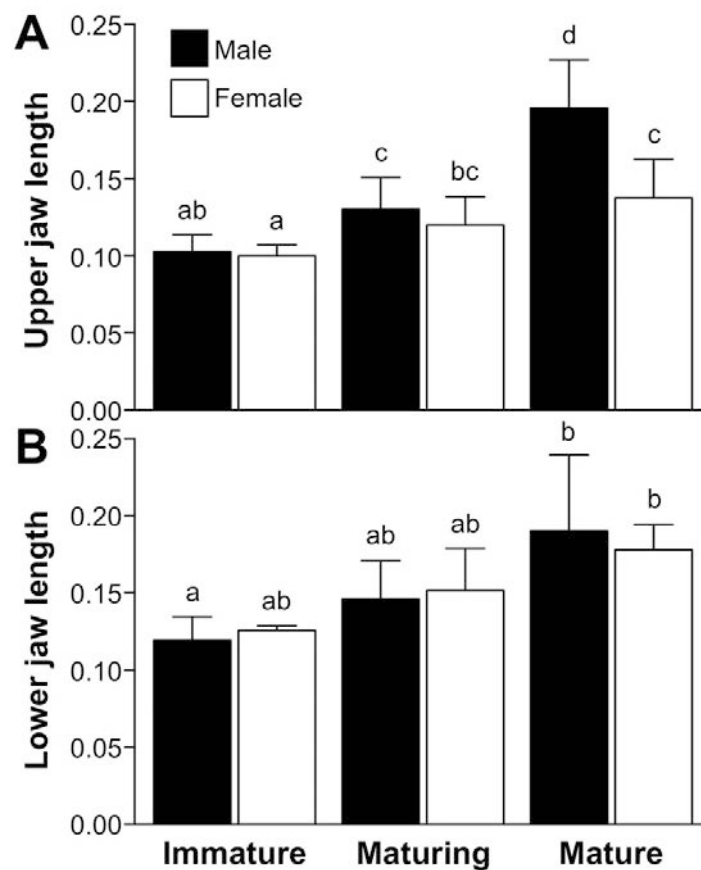 A
Upper jaw length
0.25
0.20
0.15
0.10
0.05
0.00
Male
Female
ab
a
c
bc
d
c
B
Lower jaw length
0.25
0.20
0.15
0.10
0.05
0.00
a
ab
ab
ab
b
b
Immature
Maturing
Mature